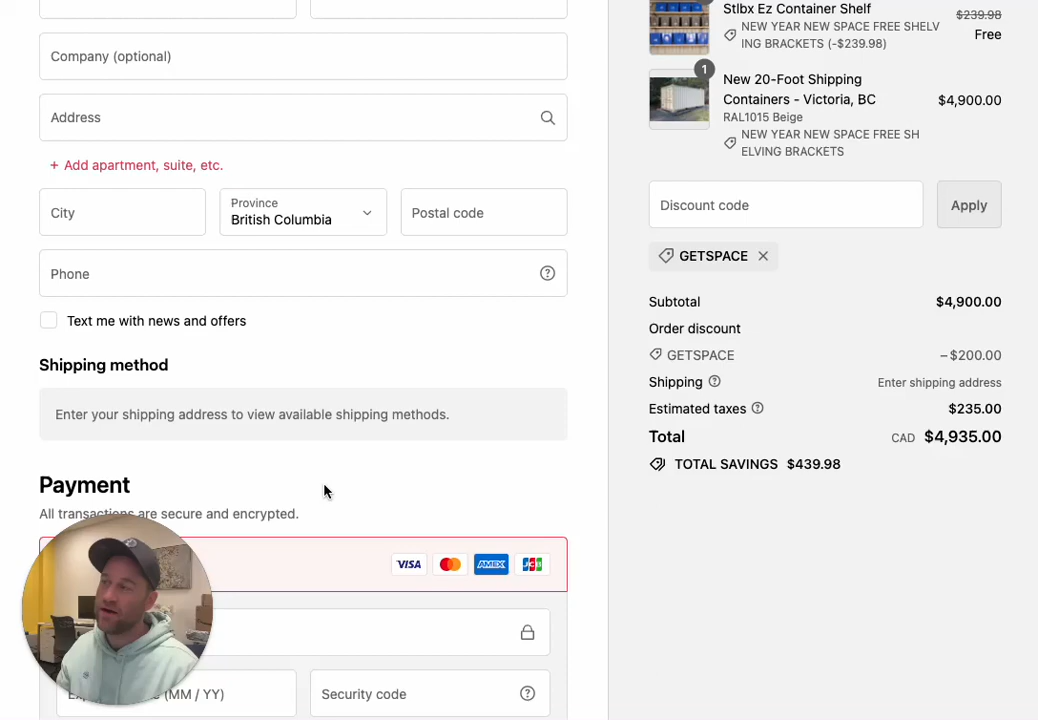 Company (optional)
Address
+ Add apartment, suite, etc.
City
Province
British Columbia
Postal code
Phone
Text me with news and offers
Shipping method
Enter your shipping address to view available shipping methods.
Payment
All transactions are secure and encrypted.
VISA
AMEX
JCB
(MM / YY)
Security code
Stlbx Ez Container Shelf
NEW YEAR NEW SPACE FREE SHELV
ING BRACKETS (-$239.98)
$239.98
Free
1
New 20-Foot Shipping
Containers - Victoria, BC
RAL1015 Beige
NEW YEAR NEW SPACE FREE SH
ELVING BRACKETS
$4,900.00
Discount code
Apply
GETSPACE
Subtotal
$4,900.00
Order discount
GETSPACE
–$200.00
Shipping
Enter shipping address
Estimated taxes
$235.00
Total
CAD $4,935.00
TOTAL SAVINGS $439.98